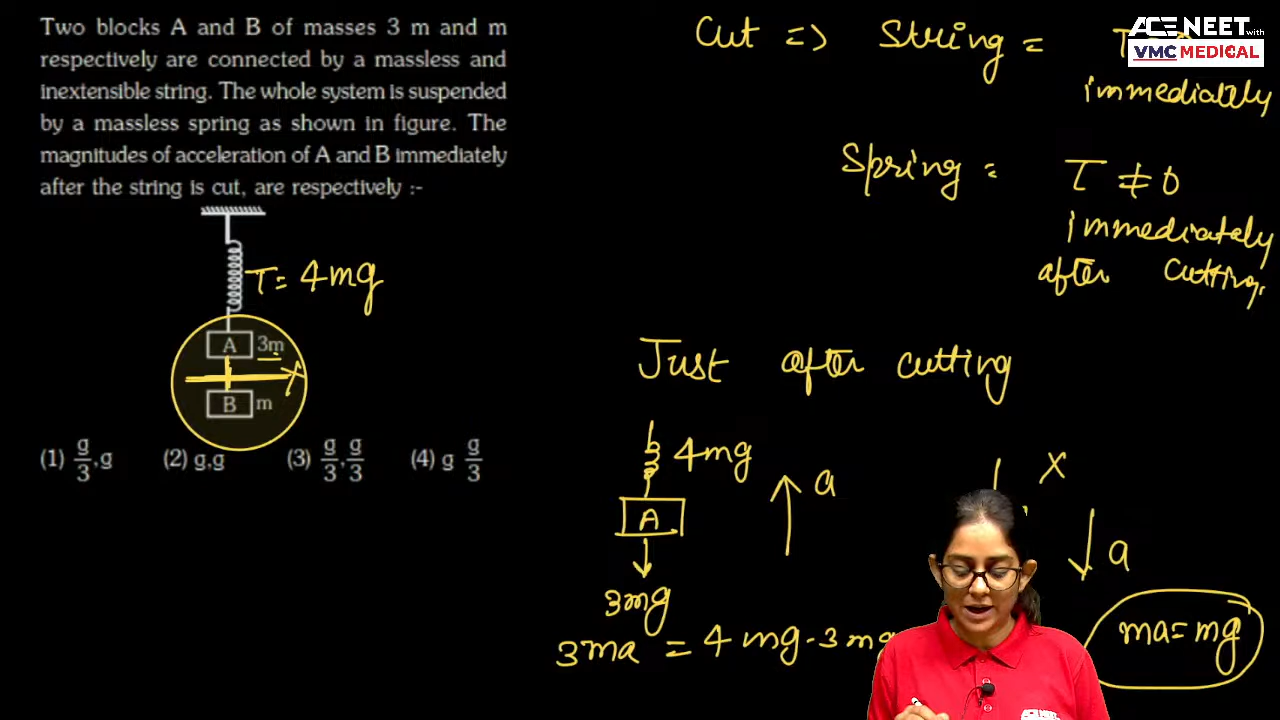 Two blocks A and B of masses 3 m and m
respectively are connected by a massless and
inextensible string. The whole system is suspended
by a massless spring as shown in figure. The
magnitudes of acceleration of A and B immediately
after the string is cut, are respectively :-
T = 4mg
A 3m
B m
(1) g/3 ,g (2) g,g (3) g/3 , g/3 (4) g g/3
Cut => String =
immediately
Spring = T ≠ 0
immediately
after cutting.
Just after cutting
4mg
a
A
3mg
3ma = 4mg - 3mg
x
a
ma = mg
ACE NEET with
VMC MEDICAL
ACE NEET